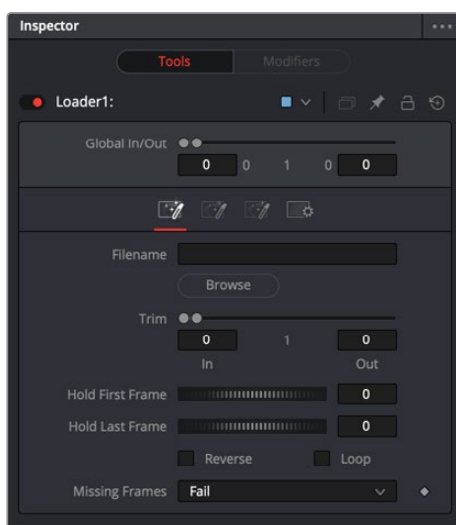 Inspector
Tools Modifiers
Loader1:
Global In/Out
0 0 1 0 0
Filename
Browse
Trim
0 1 0
In Out
Hold First Frame 0
Hold Last Frame 0
Reverse Loop
Missing Frames Fail